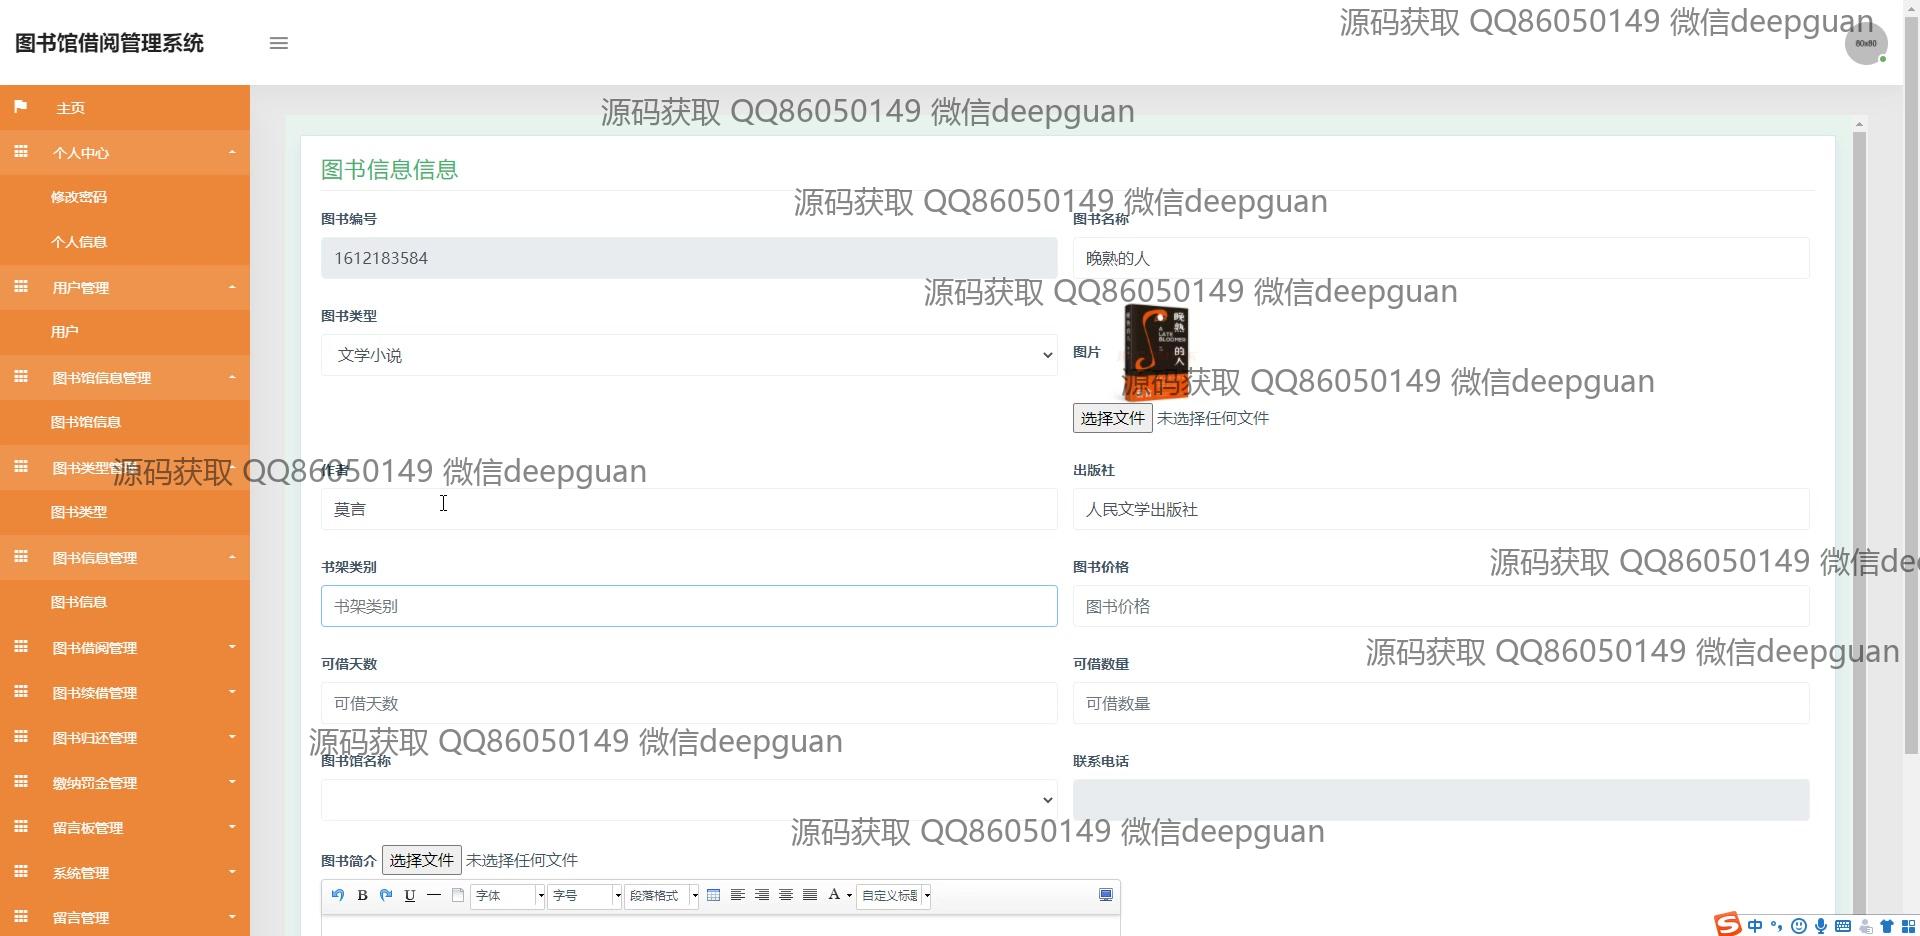 源码获取 QQ86050149 微信deepguan
图书馆借阅管理系统
60x60
主页
源码获取 QQ86050149 微信deepguan
个人中心
图书信息信息
修改密码
源码获取 QQ86050149 微信deepguan
图书编号
图书名称
个人信息
1612183584
晚熟的人
用户管理
源码获取 QQ86050149 微信deepguan
图书类型
晚熟的人
A LATE BLOOMER
用户
文学小说
图片
图书馆信息管理
源码获取 QQ86050149 微信deepguan
图书馆信息
选择文件 未选择任何文件
图书类型管理
源码获取 QQ86050149 微信deepguan
作者
出版社
图书类型
莫言
人民文学出版社
图书信息管理
书架类别
图书价格
源码获取 QQ86050149 微信dee
图书信息
书架类别
图书价格
图书借阅管理
可借天数
可借数量
源码获取 QQ86050149 微信deepguan
图书续借管理
可借天数
可借数量
图书归还管理
源码获取 QQ86050149 微信deepguan
图书馆名称
联系电话
缴纳罚金管理
留言板管理
源码获取 QQ86050149 微信deepguan
图书简介 选择文件 未选择任何文件
系统管理
B U 字体 字号 段落格式 A 自定义标题
留言管理
S 中